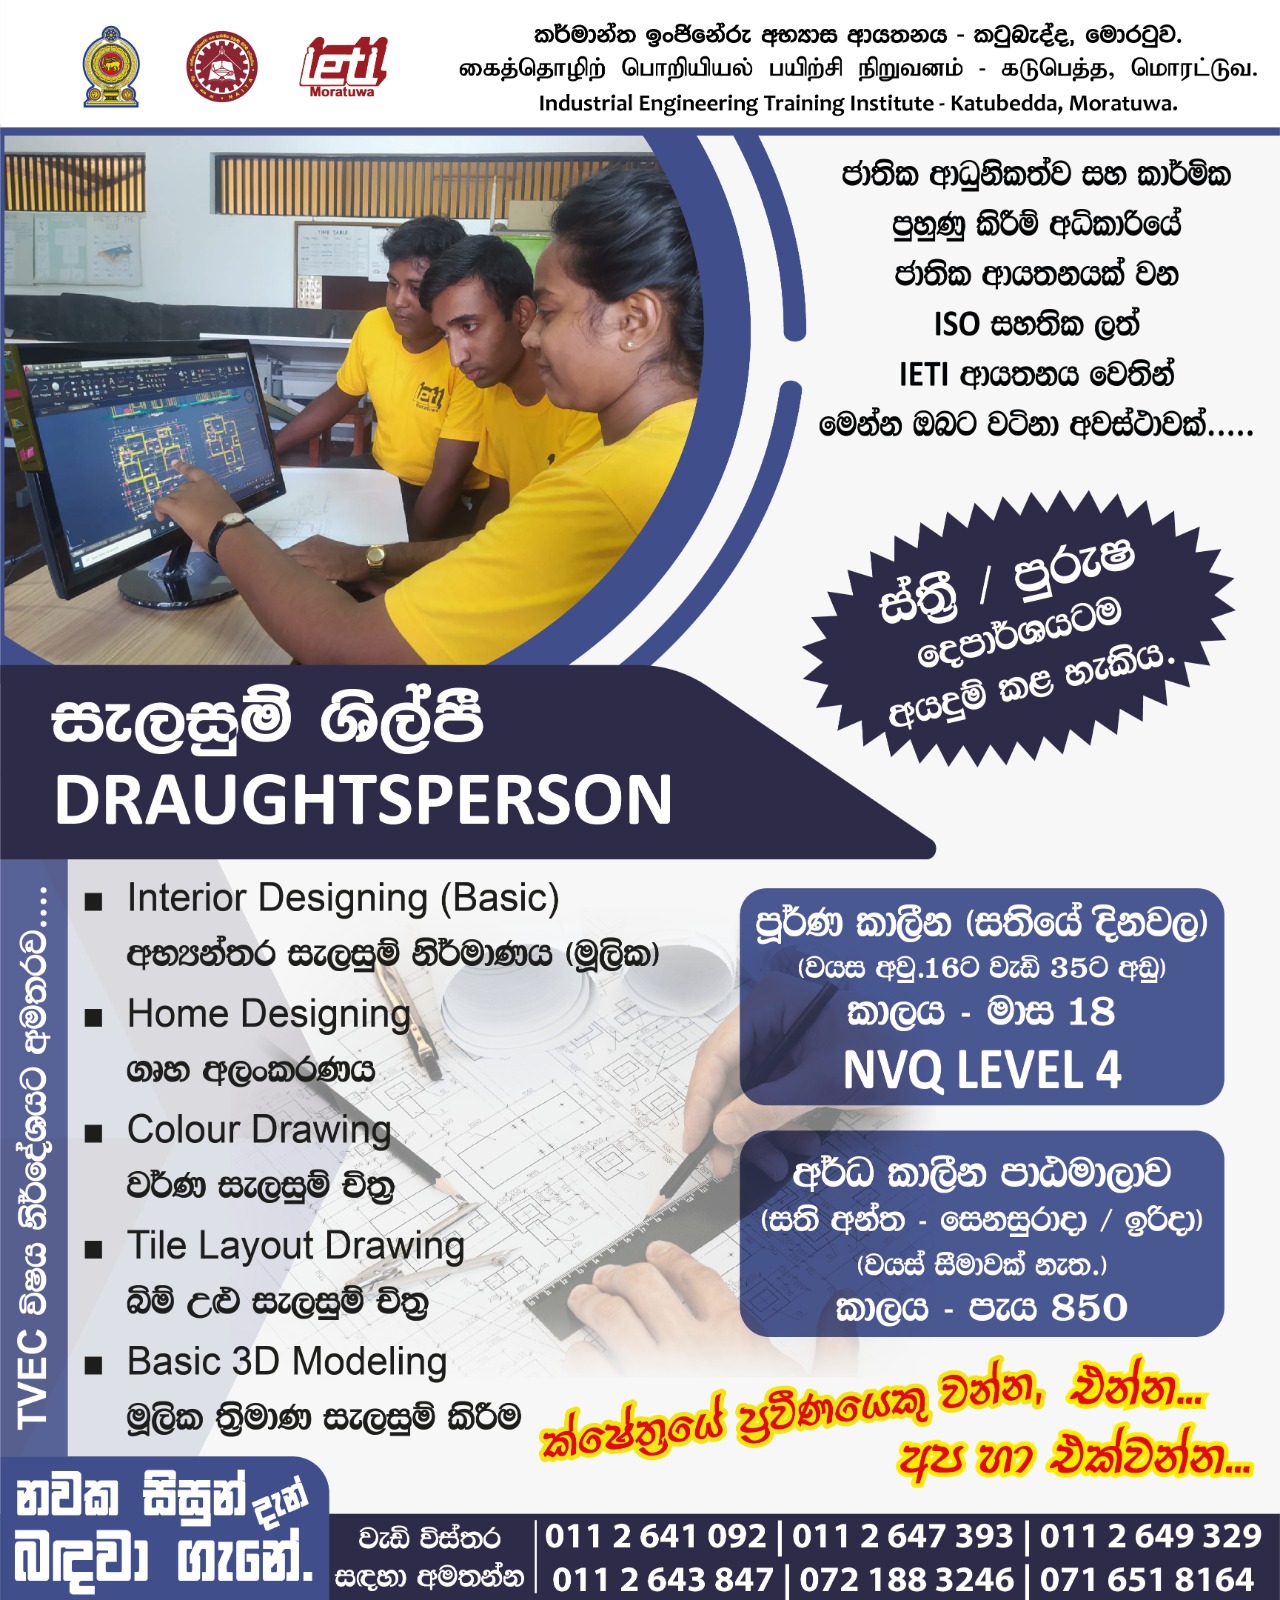 කර්මාන්ත ඉංජිනේරු අභ්‍යාස ආයතනය - කටුබැද්ද, මොරටුව.
கைத்தொழிற் பொறியியல் பயிற்சி நிறுவனம் - கடுபெத்த, மொரட்டுவ.
Industrial Engineering Training Institute - Katubedda, Moratuwa.
IETI
Moratuwa
ජාතික ආධුනිකත්ව සහ කාර්මික
පුහුණු කිරීම් අධිකාරියේ
ජාතික ආයතනයක් වන
ISO සහතික ලත්
IETI ආයතනය වෙතින්
මෙන්න ඔබට වටිනා අවස්ථාවක්.....
TIME TABLE
ස්ත්‍රී / පුරුෂ
දෙපාර්ශයටම
අයදුම් කළ හැකිය.
සැලසුම් ශිල්පී
DRAUGHTSPERSON
TVEC විෂය නිර්දේශයට අමතරව....
▪ Interior Designing (Basic)
අභ්‍යන්තර සැලසුම් නිර්මාණය (මූලික)
▪ Home Designing
ගෘහ අලංකරණය
▪ Colour Drawing
වර්ණ සැලසුම් චිත්‍ර
▪ Tile Layout Drawing
බිම් උළු සැලසුම් චිත්‍ර
▪ Basic 3D Modeling
මූලික ත්‍රිමාණ සැලසුම් කිරීම
පූර්ණ කාලීන (සතියේ දිනවල)
(වයස අවු.16ට වැඩි 35ට අඩු)
කාලය - මාස 18
NVQ LEVEL 4
අර්ධ කාලීන පාඨමාලාව
(සති අන්ත - සෙනසුරාදා / ඉරිදා)
(වයස් සීමාවක් නැත.)
කාලය - පැය 850
ක්ෂේත්‍රයේ ප්‍රවීණයෙකු වන්න, එන්න...
අප හා එක්වන්න...
නවක සිසුන් දැන්
බඳවා ගැනේ.
වැඩි විස්තර
සඳහා අමතන්න
011 2 641 092 | 011 2 647 393 | 011 2 649 329
011 2 643 847 | 072 188 3246 | 071 651 8164